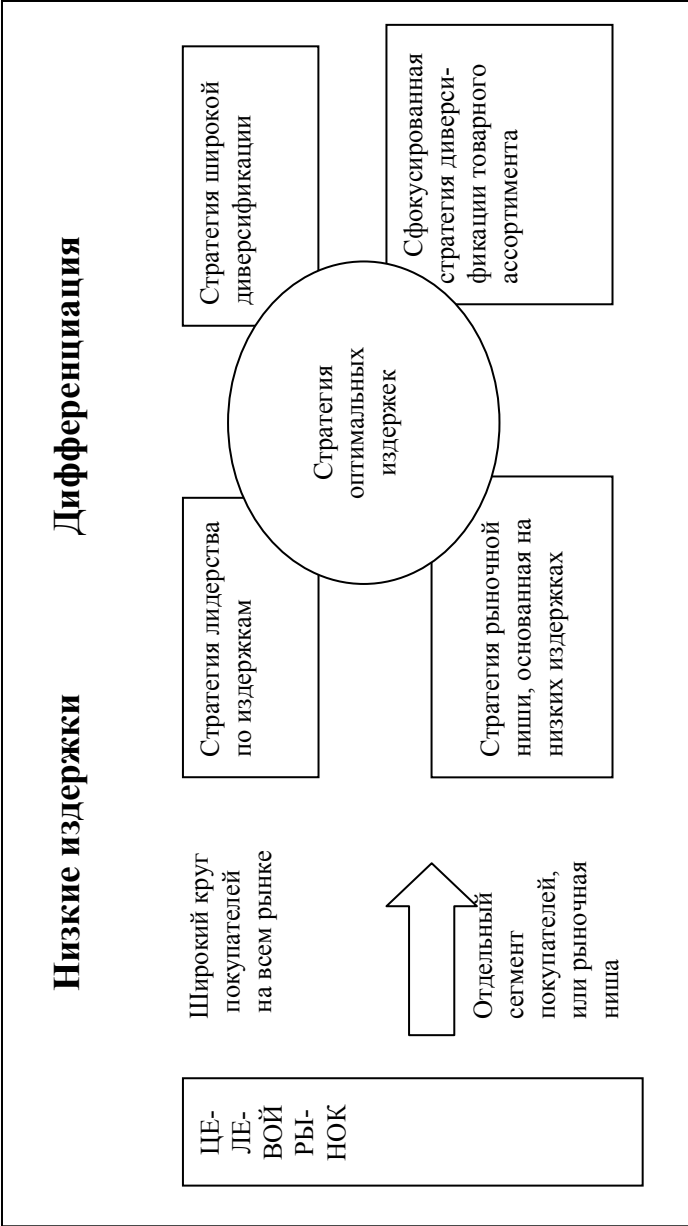 Низкие издержки
Дифференциация
ЦЕ-
ЛЕ-
ВОЙ
РЫ-
НОК
Широкий круг
покупателей
на всем рынке
Стратегия лидерства
по издержкам
Стратегия широкой
диверсификации
Стратегия
оптимальных
издержек
Отдельный
сегмент
покупателей,
или рыночная
ниша
Стратегия рыночной
ниши, основанная на
низких издержках
Сфокусированная
стратегия диверси-
фикации товарного
ассортимента